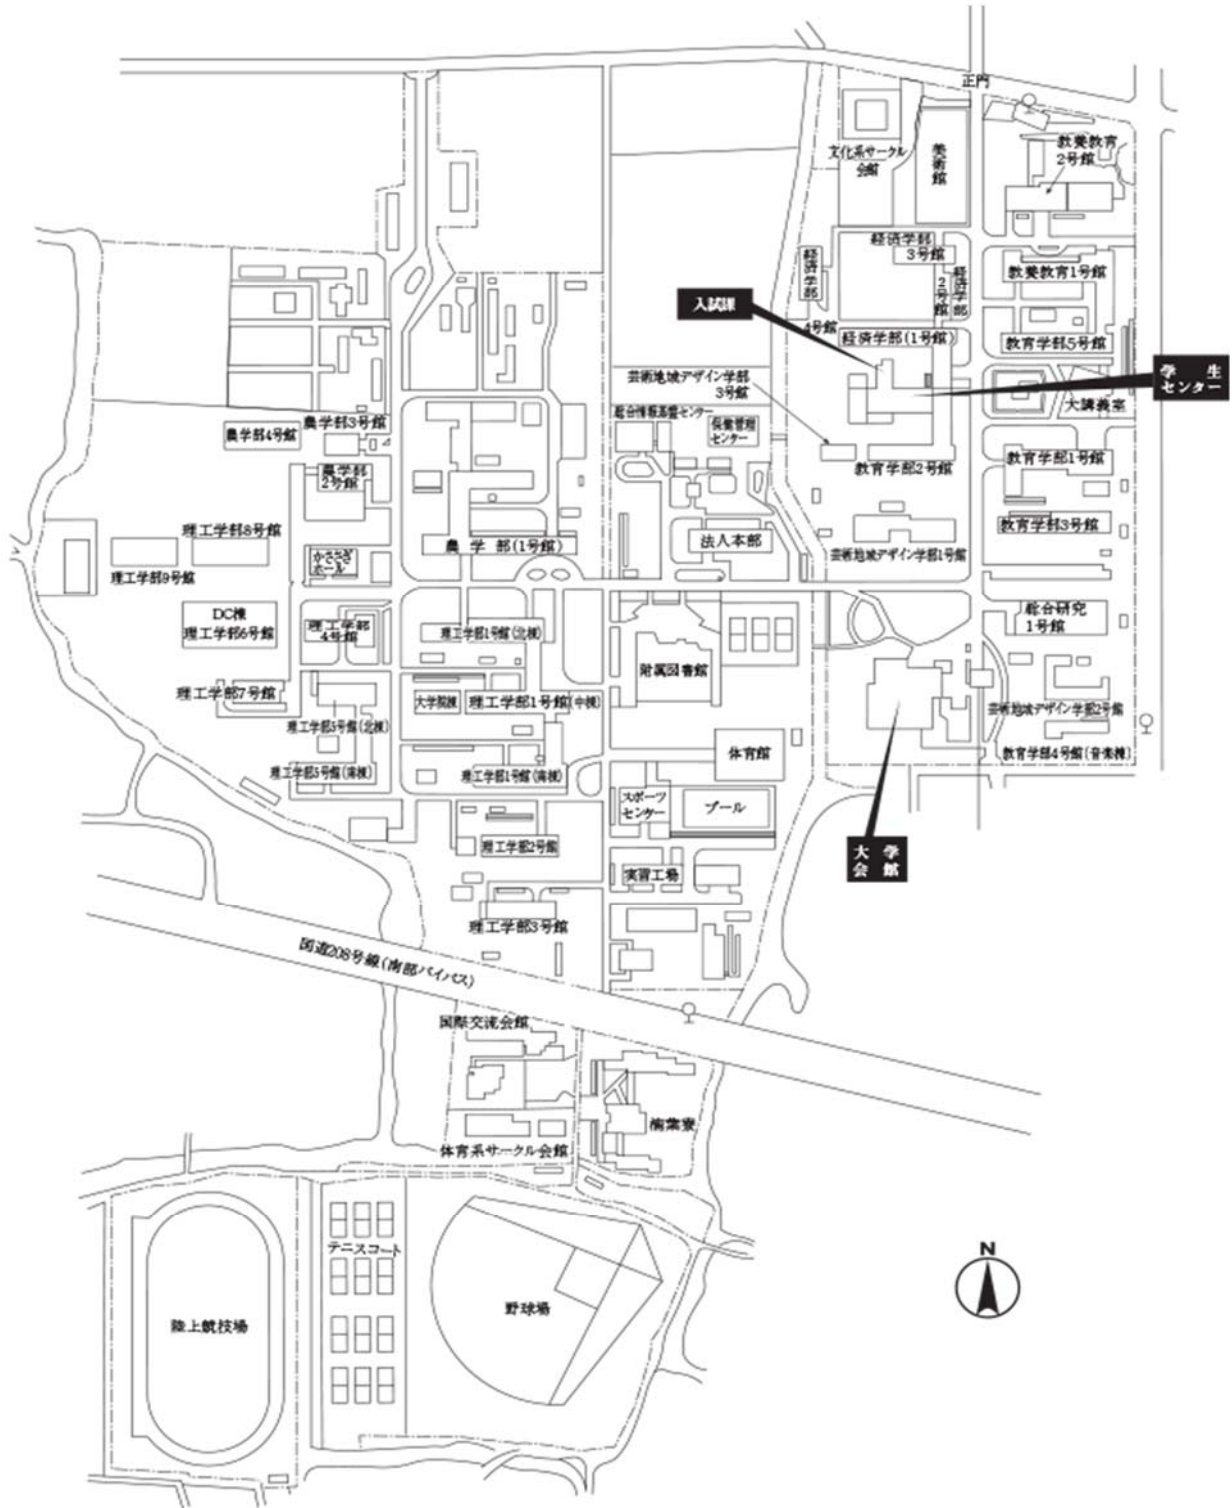 正門
教養教育
2号館
文化系サークル
会館
美術館
経済学部
3号館
経済学部
4号館
経済学部
2号館
教養教育1号館
入試課
経済学部(1号館)
教育学部5号館
学生
センター
芸術地域デザイン学部
3号館
大講義室
総合情報基盤センター
保健管理
センター
農学部3号館
農学部4号館
教育学部2号館
教育学部1号館
農学部
2号館
理工学部8号館
教育学部3号館
農学部(1号館)
法人本部
芸術地域デザイン学部1号館
かささぎ
ホール
理工学部9号館
DC棟
理工学部6号館
理工学部
4号館
理工学部1号館(北棟)
総合研究
1号館
附属図書館
理工学部7号館
大学院棟
理工学部1号館(中棟)
芸術地域デザイン学部2号館
理工学部5号館(北棟)
体育館
教育学部4号館(音楽棟)
理工学部5号館(南棟)
理工学部1号館(南棟)
スポーツ
センター
プール
理工学部2号館
大学
会館
実習工場
理工学部3号館
国道208号線(南部バイパス)
国際交流会館
楠葉寮
体育系サークル会館
テニスコート
N
野球場
陸上競技場